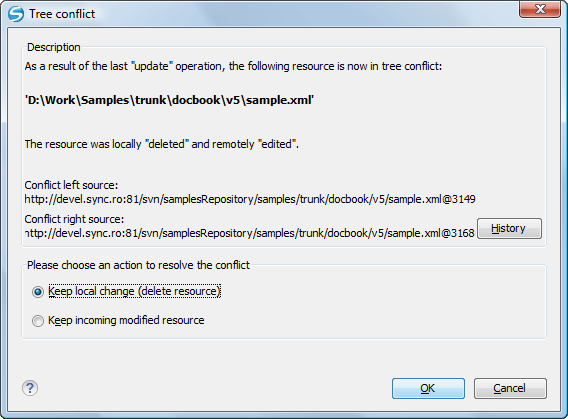 Tree conflict
Description
As a result of the last "update" operation, the following resource is now in tree conflict:
'D:\Work\Samples\trunk\docbook\v5\sample.xml'
The resource was locally "deleted" and remotely "edited".
Conflict left source:
http://devel.sync.ro:81/svn/samplesRepository/samples/trunk/docbook/v5/sample.xml@3149
Conflict right source:
http://devel.sync.ro:81/svn/samplesRepository/samples/trunk/docbook/v5/sample.xml@3168
History
Please choose an action to resolve the conflict
Keep local change (delete resource)
Keep incoming modified resource
?
OK
Cancel